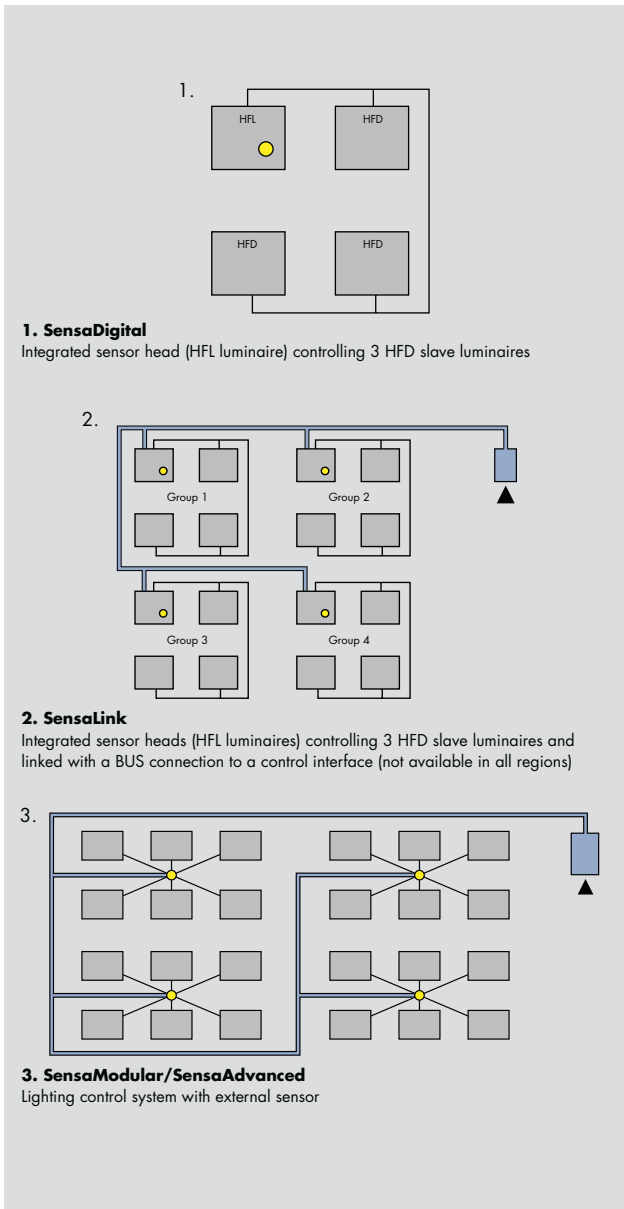 1.
HFL
HFD
HFD
HFD
1. SensaDigital
Integrated sensor head (HFL luminaire) controlling 3 HFD slave luminaires
2.
Group 1
Group 2
Group 3
Group 4
2. SensaLink
Integrated sensor heads (HFL luminaires) controlling 3 HFD slave luminaires and
linked with a BUS connection to a control interface (not available in all regions)
3.
3. SensaModular/SensaAdvanced
Lighting control system with external sensor